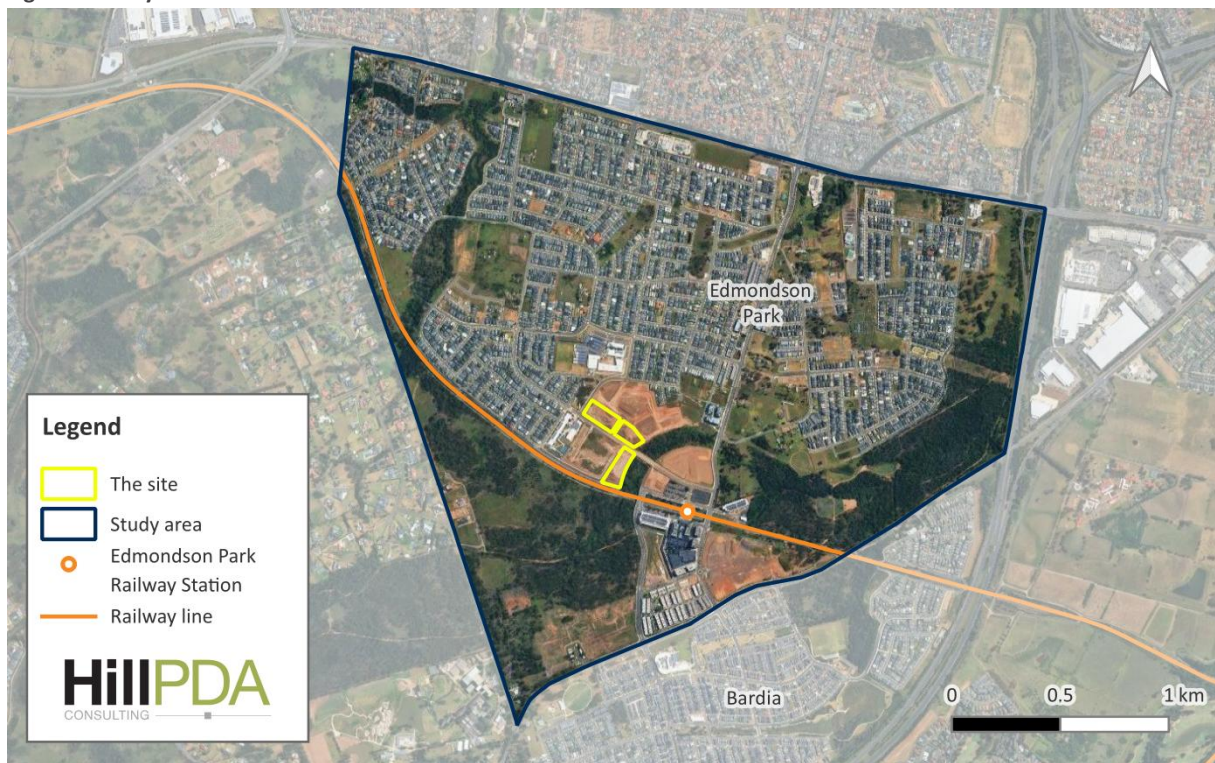 Edmondson
Park
Legend
The site
Study area
Edmondson Park
Railway Station
Railway line
HillPDA
CONSULTING
Bardia
0 0.5 1 km